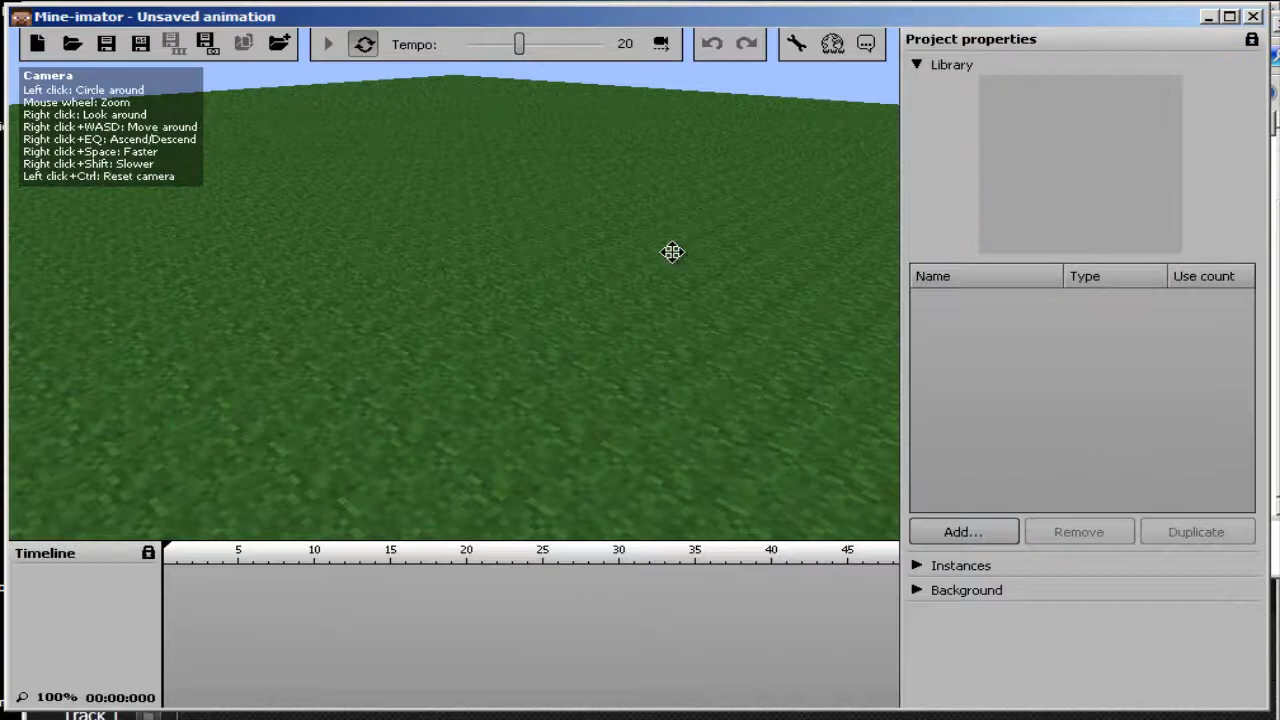 Mine-imator - Unsaved animation
Tempo: 20
Project properties
Camera
Left click: Circle around
Mouse wheel: Zoom
Right click: Look around
Right click+WASD: Move around
Right click+EQ: Ascend/Descend
Right click+Space: Faster
Right click+Shift: Slower
Left click+Ctrl: Reset camera
Library
Name Type Use count
Add... Remove Duplicate
Instances
Background
Timeline
5 10 15 20 25 30 35 40 45
100% 00:00:000
Track